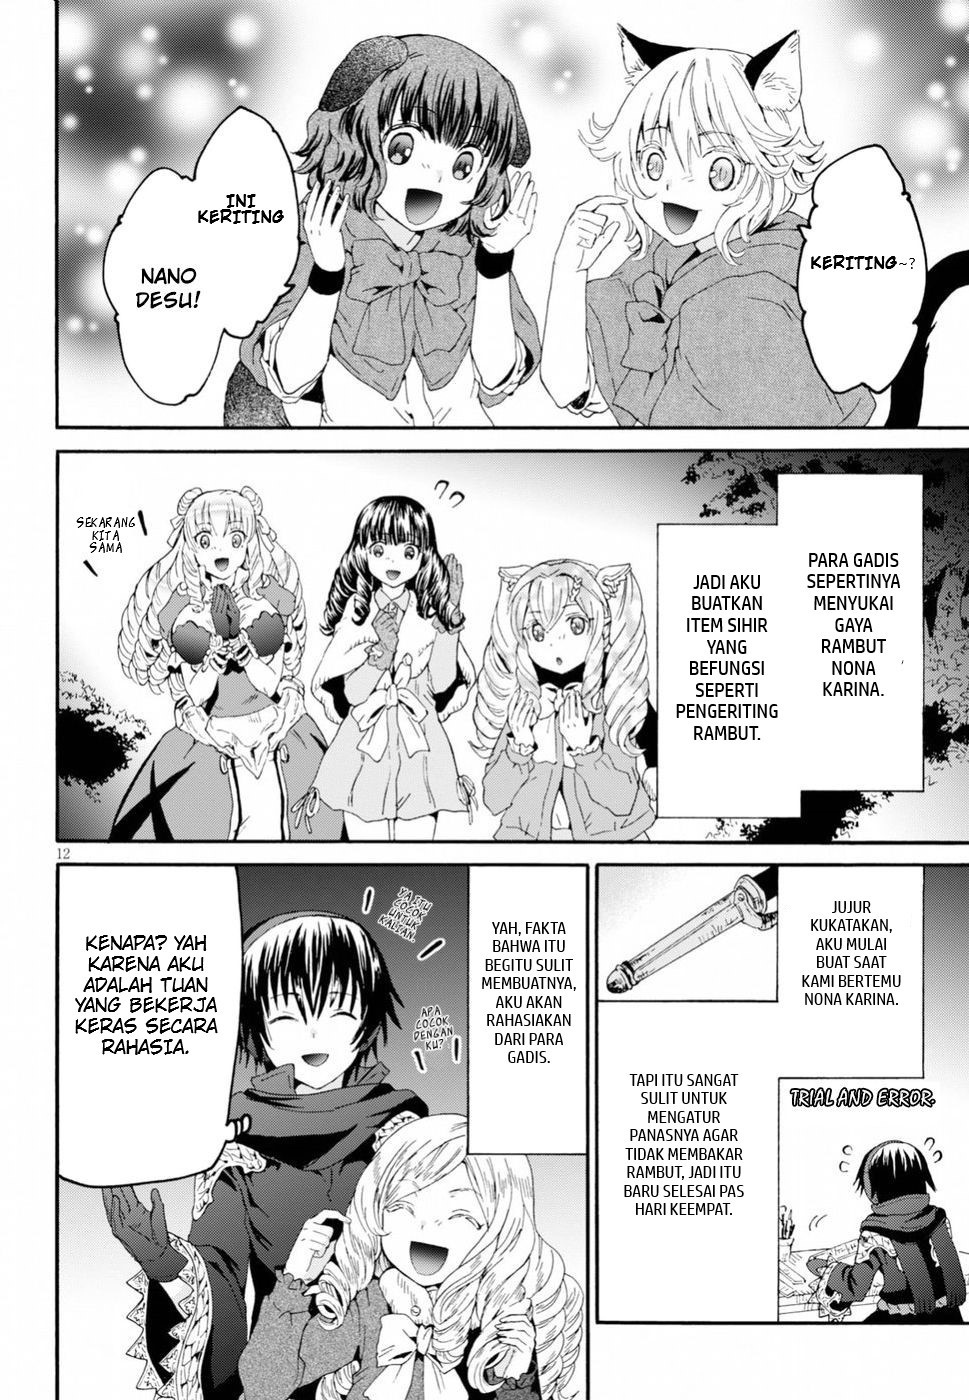 KERITING~?
INI
KERITING
NANO
DESU!
PARA GADIS
SEPERTINYA
MENYUKAI
GAYA
RAMBUT
NONA
KARINA.
JADI AKU
BUATKAN
ITEM SIHIR
YANG
BEFUNGSI
SEPERTI
PENGERITING
RAMBUT.
SEKARANG
KITA
SAMA
12
JUJUR
KUKATAKAN,
AKU MULAI
BUAT SAAT
KAMI BERTEMU
NONA KARINA.
TRIAL AND ERROR.
TAPI ITU SANGAT
SULIT UNTUK
MENGATUR
PANASNYA AGAR
TIDAK MEMBAKAR
RAMBUT, JADI ITU
BARU SELESAI PAS
HARI KEEMPAT.
YAH, FAKTA
BAHWA ITU
BEGITU SULIT
MEMBUATNYA,
AKU AKAN
RAHASIAKAN
DARI PARA
GADIS.
YA ITU
COCOK
UNTUK
KALIAN.
APA
COCOK
DENGAN
KU?
KENAPA? YAH
KARENA AKU
ADALAH TUAN
YANG BEKERJA
KERAS SECARA
RAHASIA.